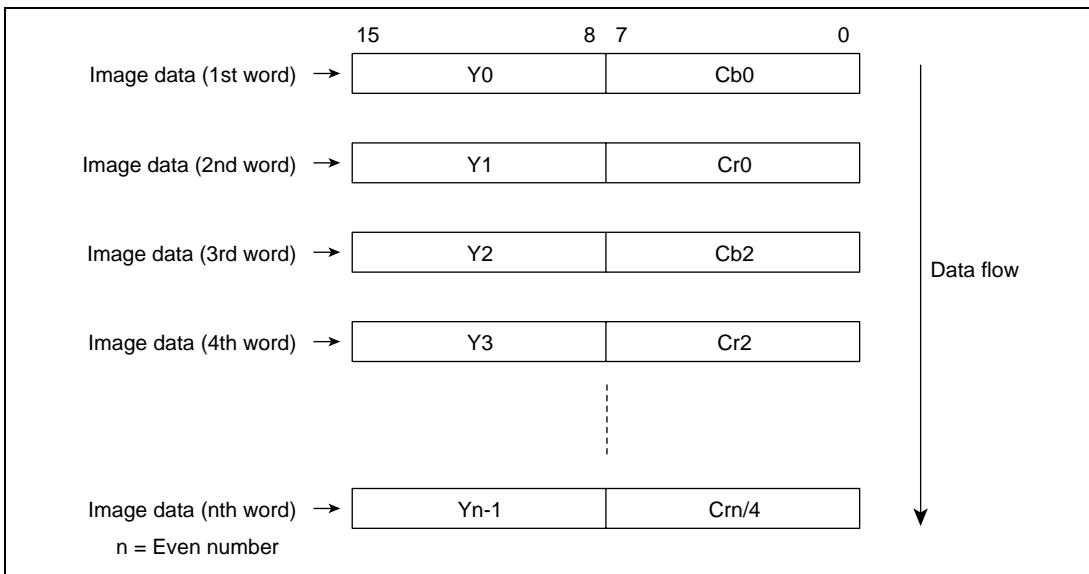 15 8 7 0
Image data (1st word) → Y0 Cb0
Image data (2nd word) → Y1 Cr0
Image data (3rd word) → Y2 Cb2
Data flow
Image data (4th word) → Y3 Cr2
Image data (nth word) → Yn-1 Crn/4
n = Even number